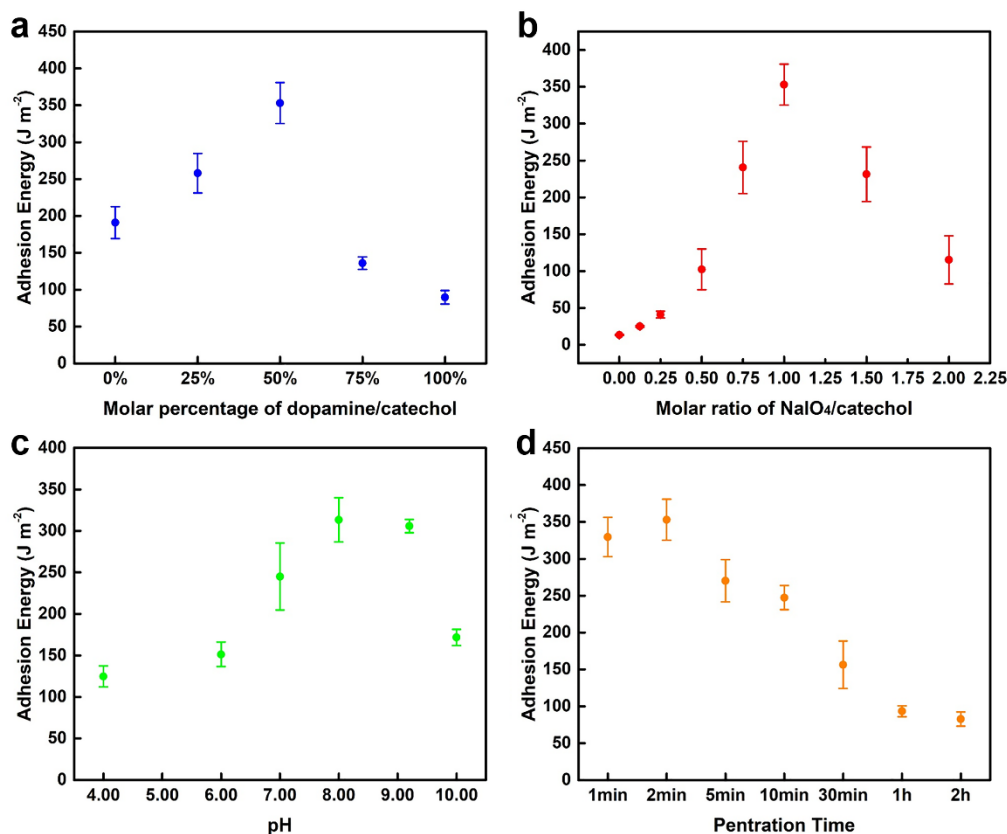 a
450
400
350
300
250
200
150
100
50
0
Adhesion Energy (J m⁻²)
0% 25% 50% 75% 100%
Molar percentage of dopamine/catechol
b
400
350
300
250
200
150
100
50
0
Adhesion Energy (J m⁻²)
0.00 0.25 0.50 0.75 1.00 1.25 1.50 1.75 2.00 2.25
Molar ratio of NaIO₄/catechol
c
400
350
300
250
200
150
100
50
0
Adhesion Energy (J m⁻²)
4.00 5.00 6.00 7.00 8.00 9.00 10.00
pH
d
450
400
350
300
250
200
150
100
50
0
Adhesion Energy (J m⁻²)
1min 2min 5min 10min 30min 1h 2h
Pentration Time